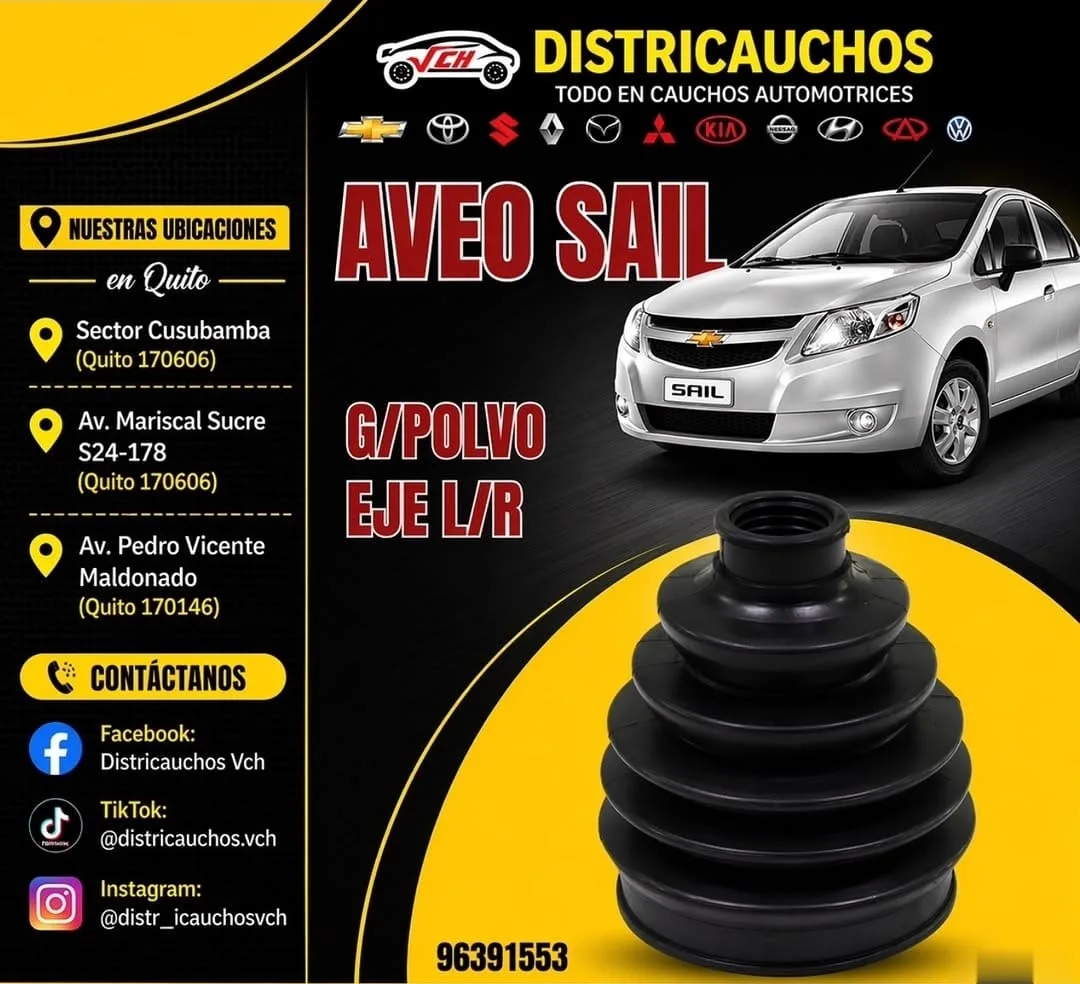 VCH
DISTRICAUCHOS
TODO EN CAUCHOS AUTOMOTRICES
KIA
AVEO SAIL
SAIL
G/POLVO
EJE L/R
96391553
NUESTRAS UBICACIONES
en Quito
Sector Cusubamba
(Quito 170606)
Av. Mariscal Sucre
S24-178
(Quito 170606)
Av. Pedro Vicente
Maldonado
(Quito 170146)
CONTÁCTANOS
Facebook:
Districauchos Vch
TikTok:
@districauchos.vch
Instagram:
@distr_icauchosvch